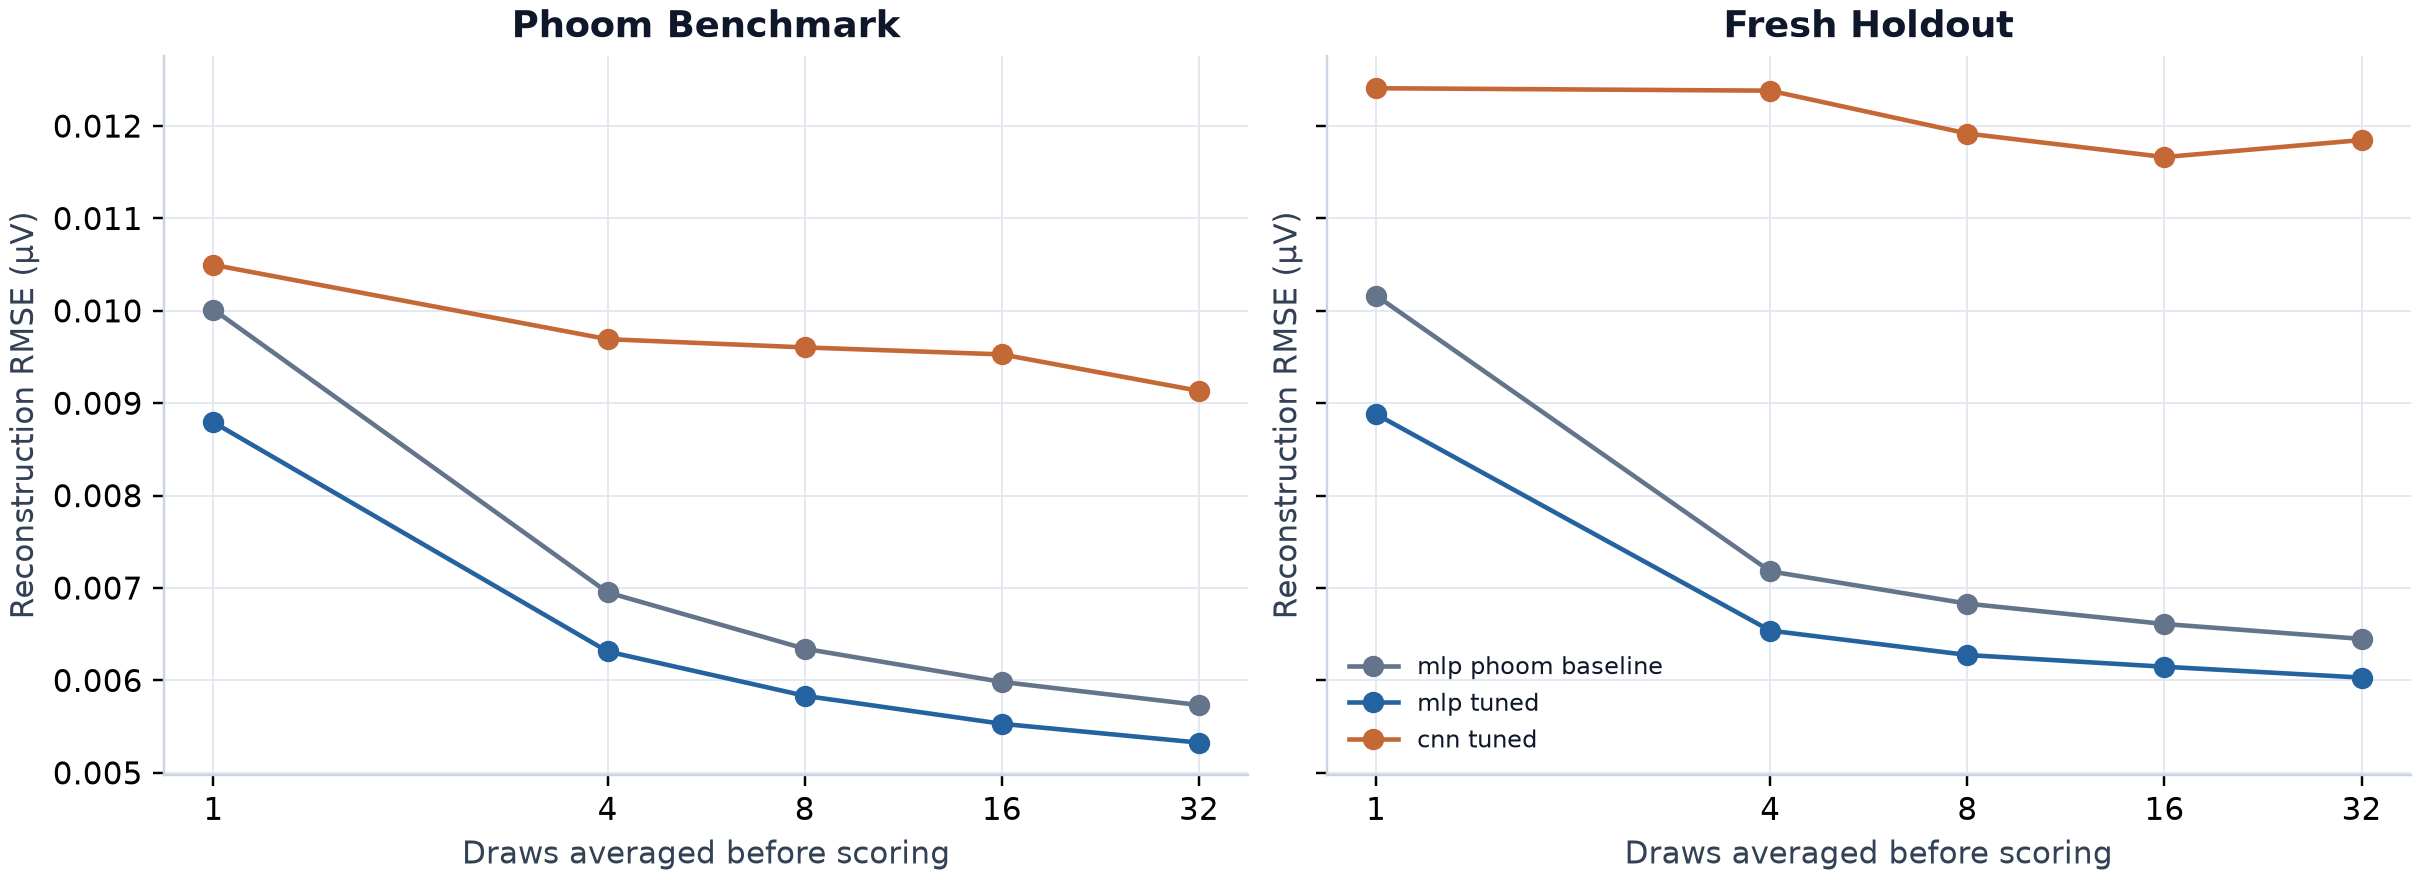 Phoom Benchmark
Reconstruction RMSE (µV)
0.012
0.011
0.010
0.009
0.008
0.007
0.006
0.005
1 4 8 16 32
Draws averaged before scoring
Fresh Holdout
Reconstruction RMSE (µV)
mlp phoom baseline
mlp tuned
cnn tuned
1 4 8 16 32
Draws averaged before scoring